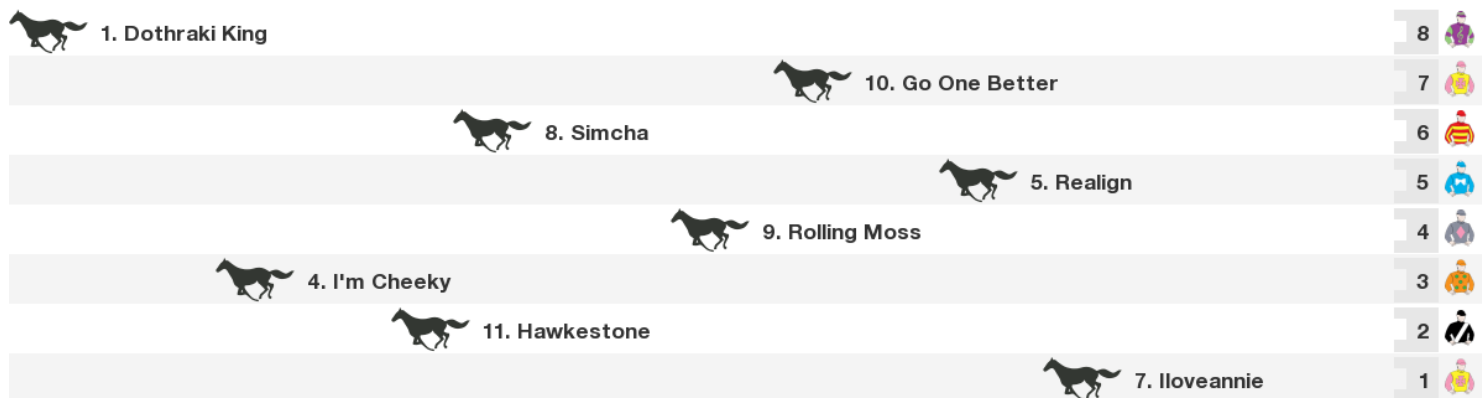 1. Dothraki King 8
10. Go One Better 7
8. Simcha 6
5. Realign 5
9. Rolling Moss 4
4. I'm Cheeky 3
11. Hawkestone 2
7. Iloveannie 1